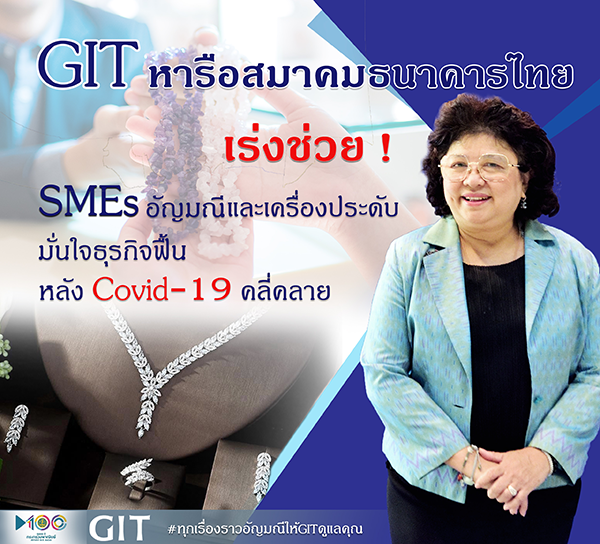 GIT หารือสมาคมธนาคารไทย
เร่งช่วย !
SMEs อัญมณีและเครื่องประดับ
มั่นใจธุรกิจฟื้น
หลัง Covid-19 คลี่คลาย
100
GIT #ทุกเรื่องราวอัญมณีให้GITดูแลคุณ